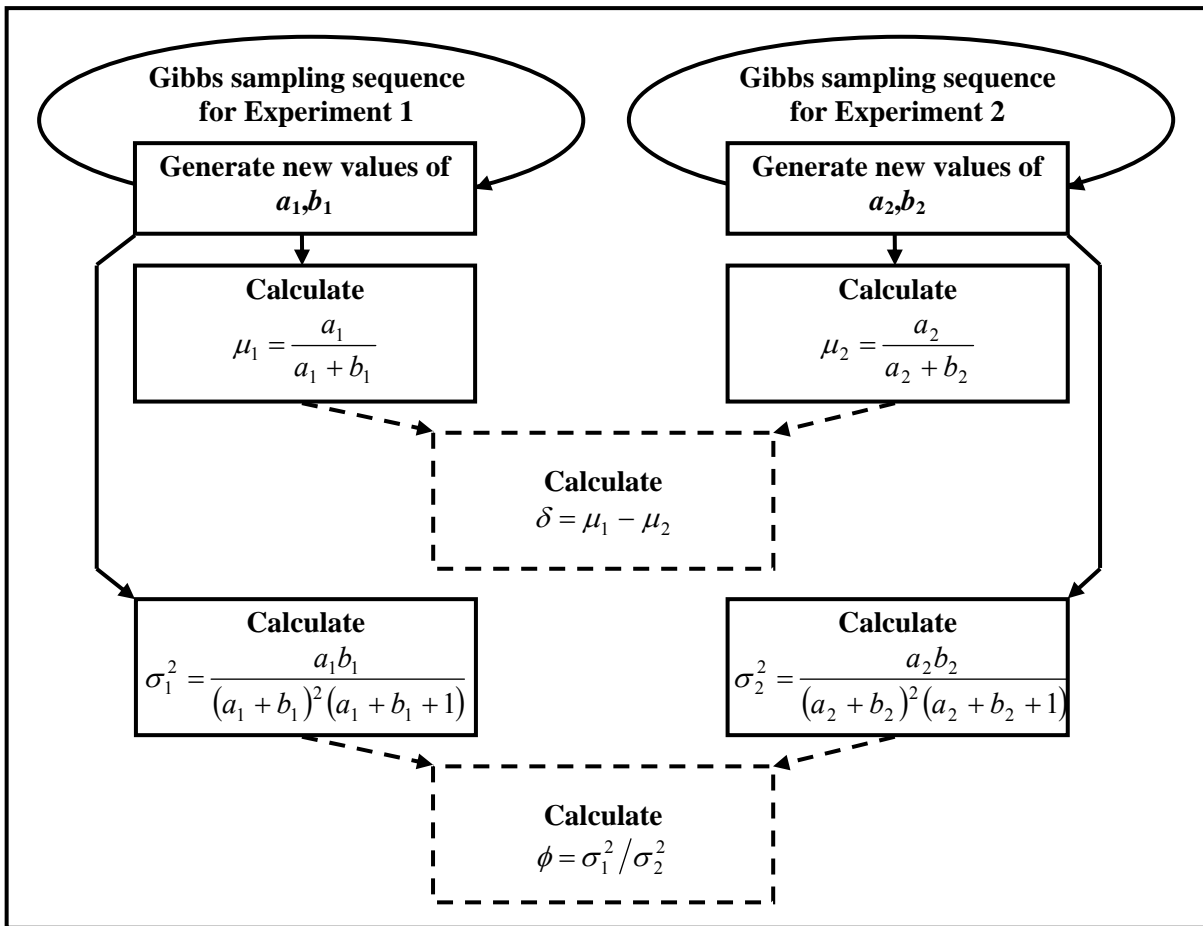 Gibbs sampling sequence
for Experiment 1
Generate new values of
a₁,b₁
Calculate
μ₁ = a₁ / (a₁ + b₁)
Gibbs sampling sequence
for Experiment 2
Generate new values of
a₂,b₂
Calculate
μ₂ = a₂ / (a₂ + b₂)
Calculate
δ = μ₁ − μ₂
Calculate
σ₁² = a₁b₁ / (a₁ + b₁)²(a₁ + b₁ + 1)
Calculate
σ₂² = a₂b₂ / (a₂ + b₂)²(a₂ + b₂ + 1)
Calculate
ϕ = σ₁²/σ₂²